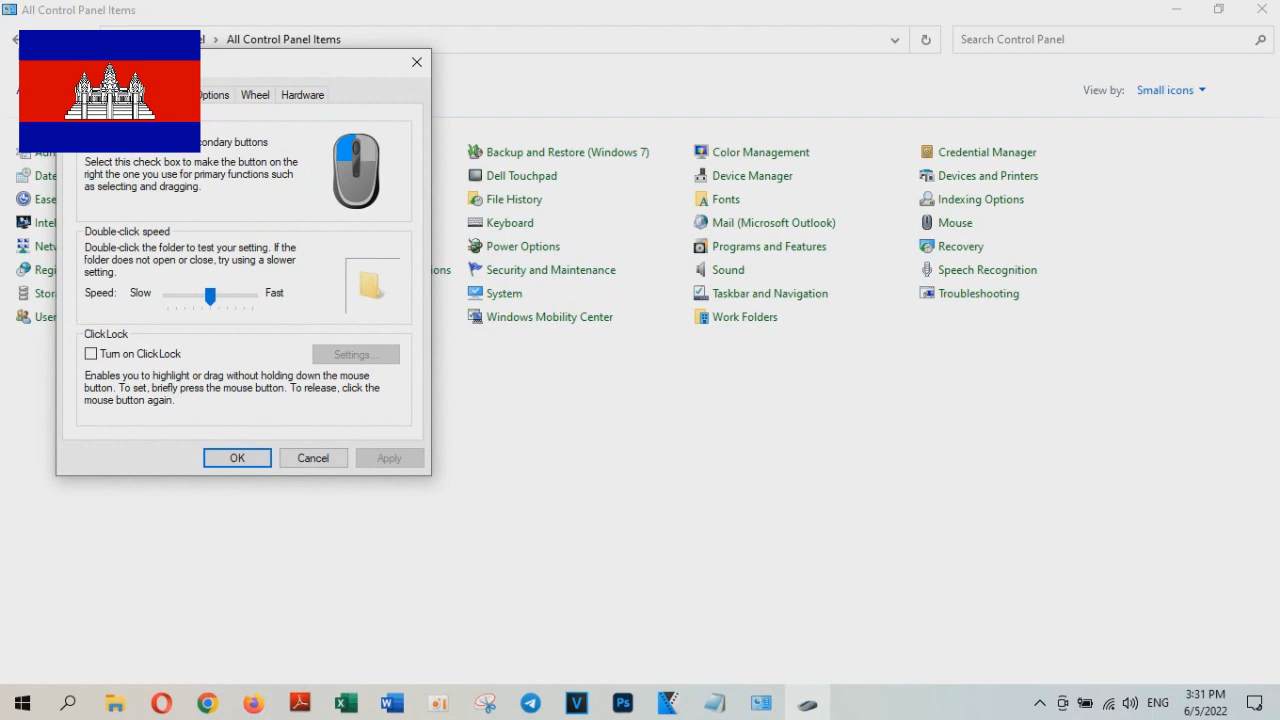 All Control Panel Items
All Control Panel Items
Search Control Panel
View by:
Small icons
Options
Wheel
Hardware
buttons
Select this check box to make the button on the
right the one you use for primary functions such
as selecting and dragging.
Double-click speed
Double-click the folder to test your setting. If the
folder does not open or close, try using a slower
setting.
Speed:
Slow
Fast
ClickLock
Turn on ClickLock
Settings...
Enables you to highlight or drag without holding down the mouse
button. To set, briefly press the mouse button. To release, click the
mouse button again.
OK
Cancel
Apply
Backup and Restore (Windows 7)
Dell Touchpad
File History
Keyboard
Power Options
Security and Maintenance
System
Windows Mobility Center
Color Management
Device Manager
Fonts
Mail (Microsoft Outlook)
Programs and Features
Sound
Taskbar and Navigation
Work Folders
Credential Manager
Devices and Printers
Indexing Options
Mouse
Recovery
Speech Recognition
Troubleshooting
ENG
3:31 PM
6/5/2022